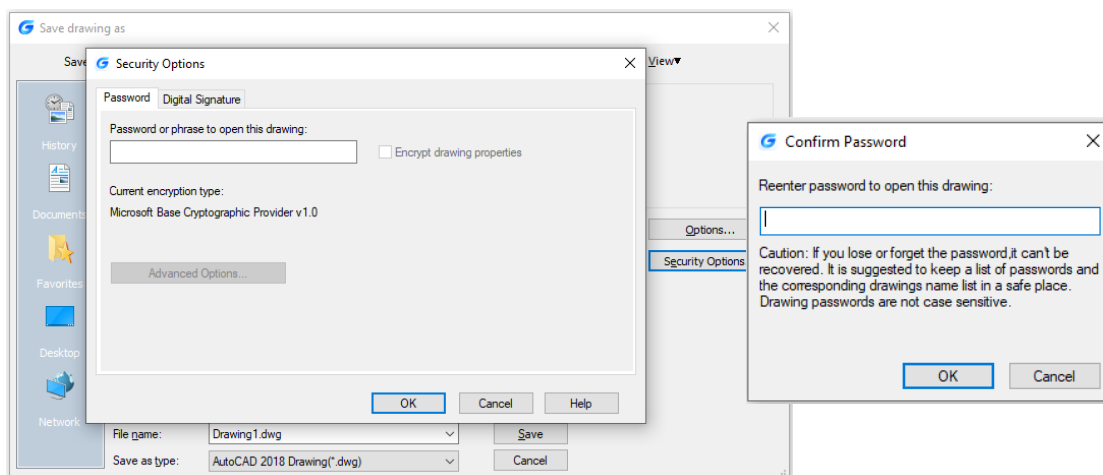 Save drawing as
Save
View▾
Security Options
Password
Digital Signature
Password or phrase to open this drawing:
Encrypt drawing properties
Current encryption type:
Microsoft Base Cryptographic Provider v1.0
Advanced Options...
OK
Cancel
Help
History
Documents
Favorites
Desktop
Network
Options...
Security Options
File name:
Drawing1.dwg
Save
Save as type:
AutoCAD 2018 Drawing(*.dwg)
Cancel
Confirm Password
Reenter password to open this drawing:
Caution: If you lose or forget the password,it can't be
recovered. It is suggested to keep a list of passwords and
the corresponding drawings name list in a safe place.
Drawing passwords are not case sensitive.
OK
Cancel